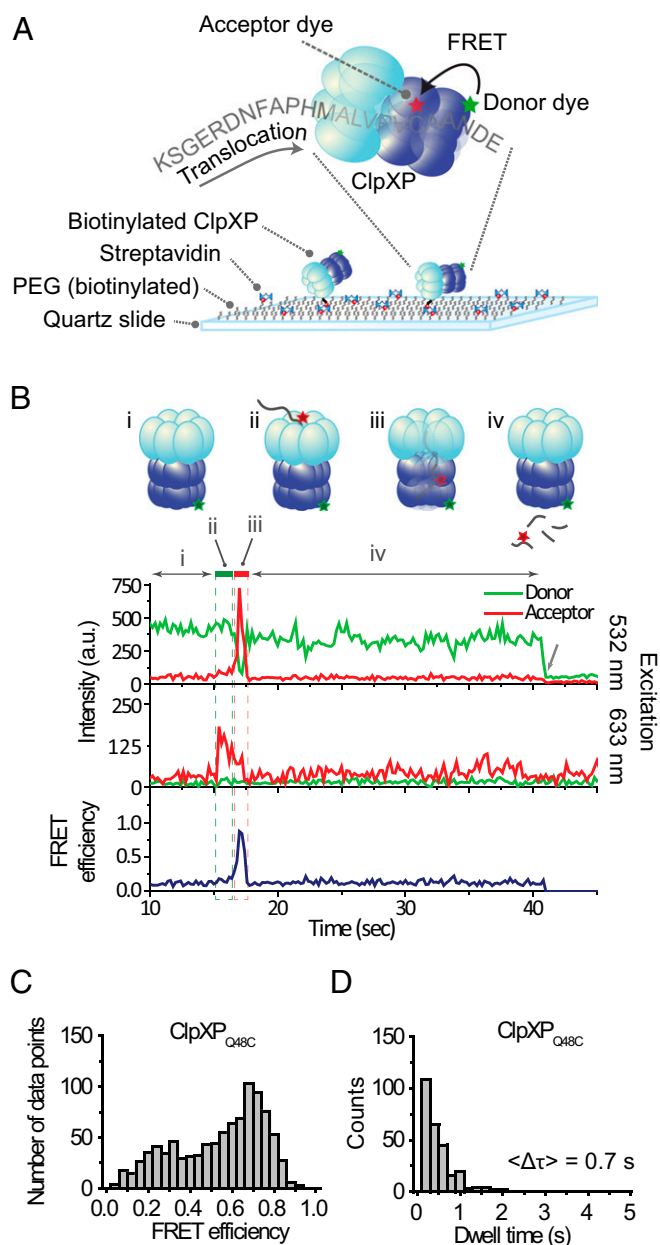 A
Acceptor dye
FRET
Donor dye
KSGERDNFAPHMALVPV
ANDE
Translocation
ClpXP
Biotinylated ClpXP
Streptavidin
PEG (biotinylated)
Quartz slide
B
i
ii
iii
iv
ii
iii
i
iv
750
500
250
0
Donor
Acceptor
Intensity (a.u.)
532 nm
250
125
0
633 nm
Excitation
1.0
0.5
0.0
FRET
efficiency
10
20
30
40
Time (sec)
C
ClpXPQ48C
150
100
50
0
Number of data points
0.0
0.2
0.4
0.6
0.8
1.0
FRET efficiency
D
ClpXPQ48C
150
100
50
0
Counts
<Δτ> = 0.7 s
0
1
2
3
4
5
Dwell time (s)